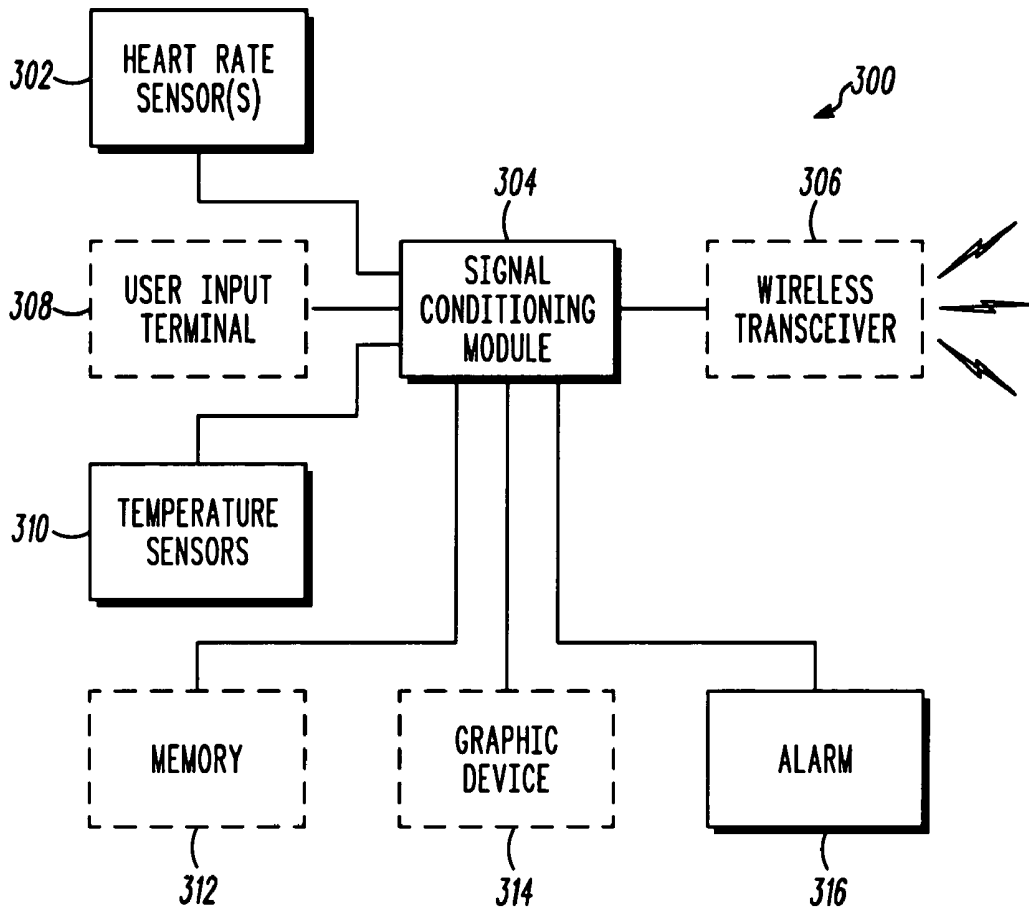 302
HEART RATE
SENSOR(S)
300
304
306
308
USER INPUT
TERMINAL
SIGNAL
CONDITIONING
MODULE
WIRELESS
TRANSCEIVER
310
TEMPERATURE
SENSORS
MEMORY
GRAPHIC
DEVICE
ALARM
312
314
316